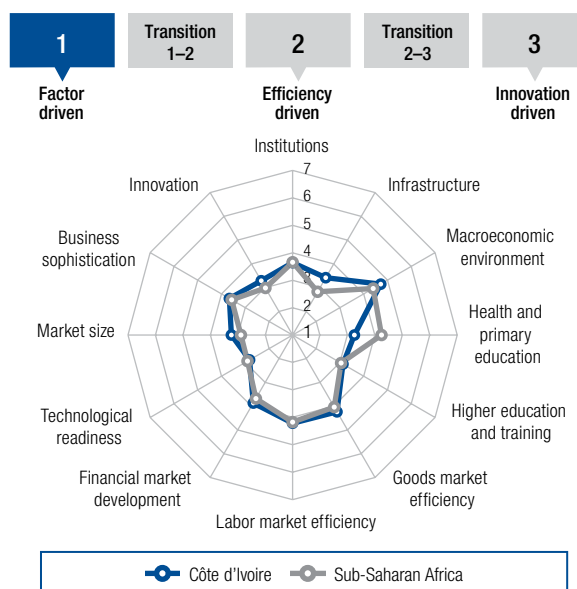 1
Transition
1–2
2
Transition
2–3
3
Factor
driven
Efficiency
driven
Innovation
driven
Institutions
7
6
5
4
3
2
1
Infrastructure
Macroeconomic
environment
Health and
primary
education
Higher education
and training
Goods market
efficiency
Labor market efficiency
Financial market
development
Technological
readiness
Market size
Business
sophistication
Innovation
Côte d'Ivoire
Sub-Saharan Africa